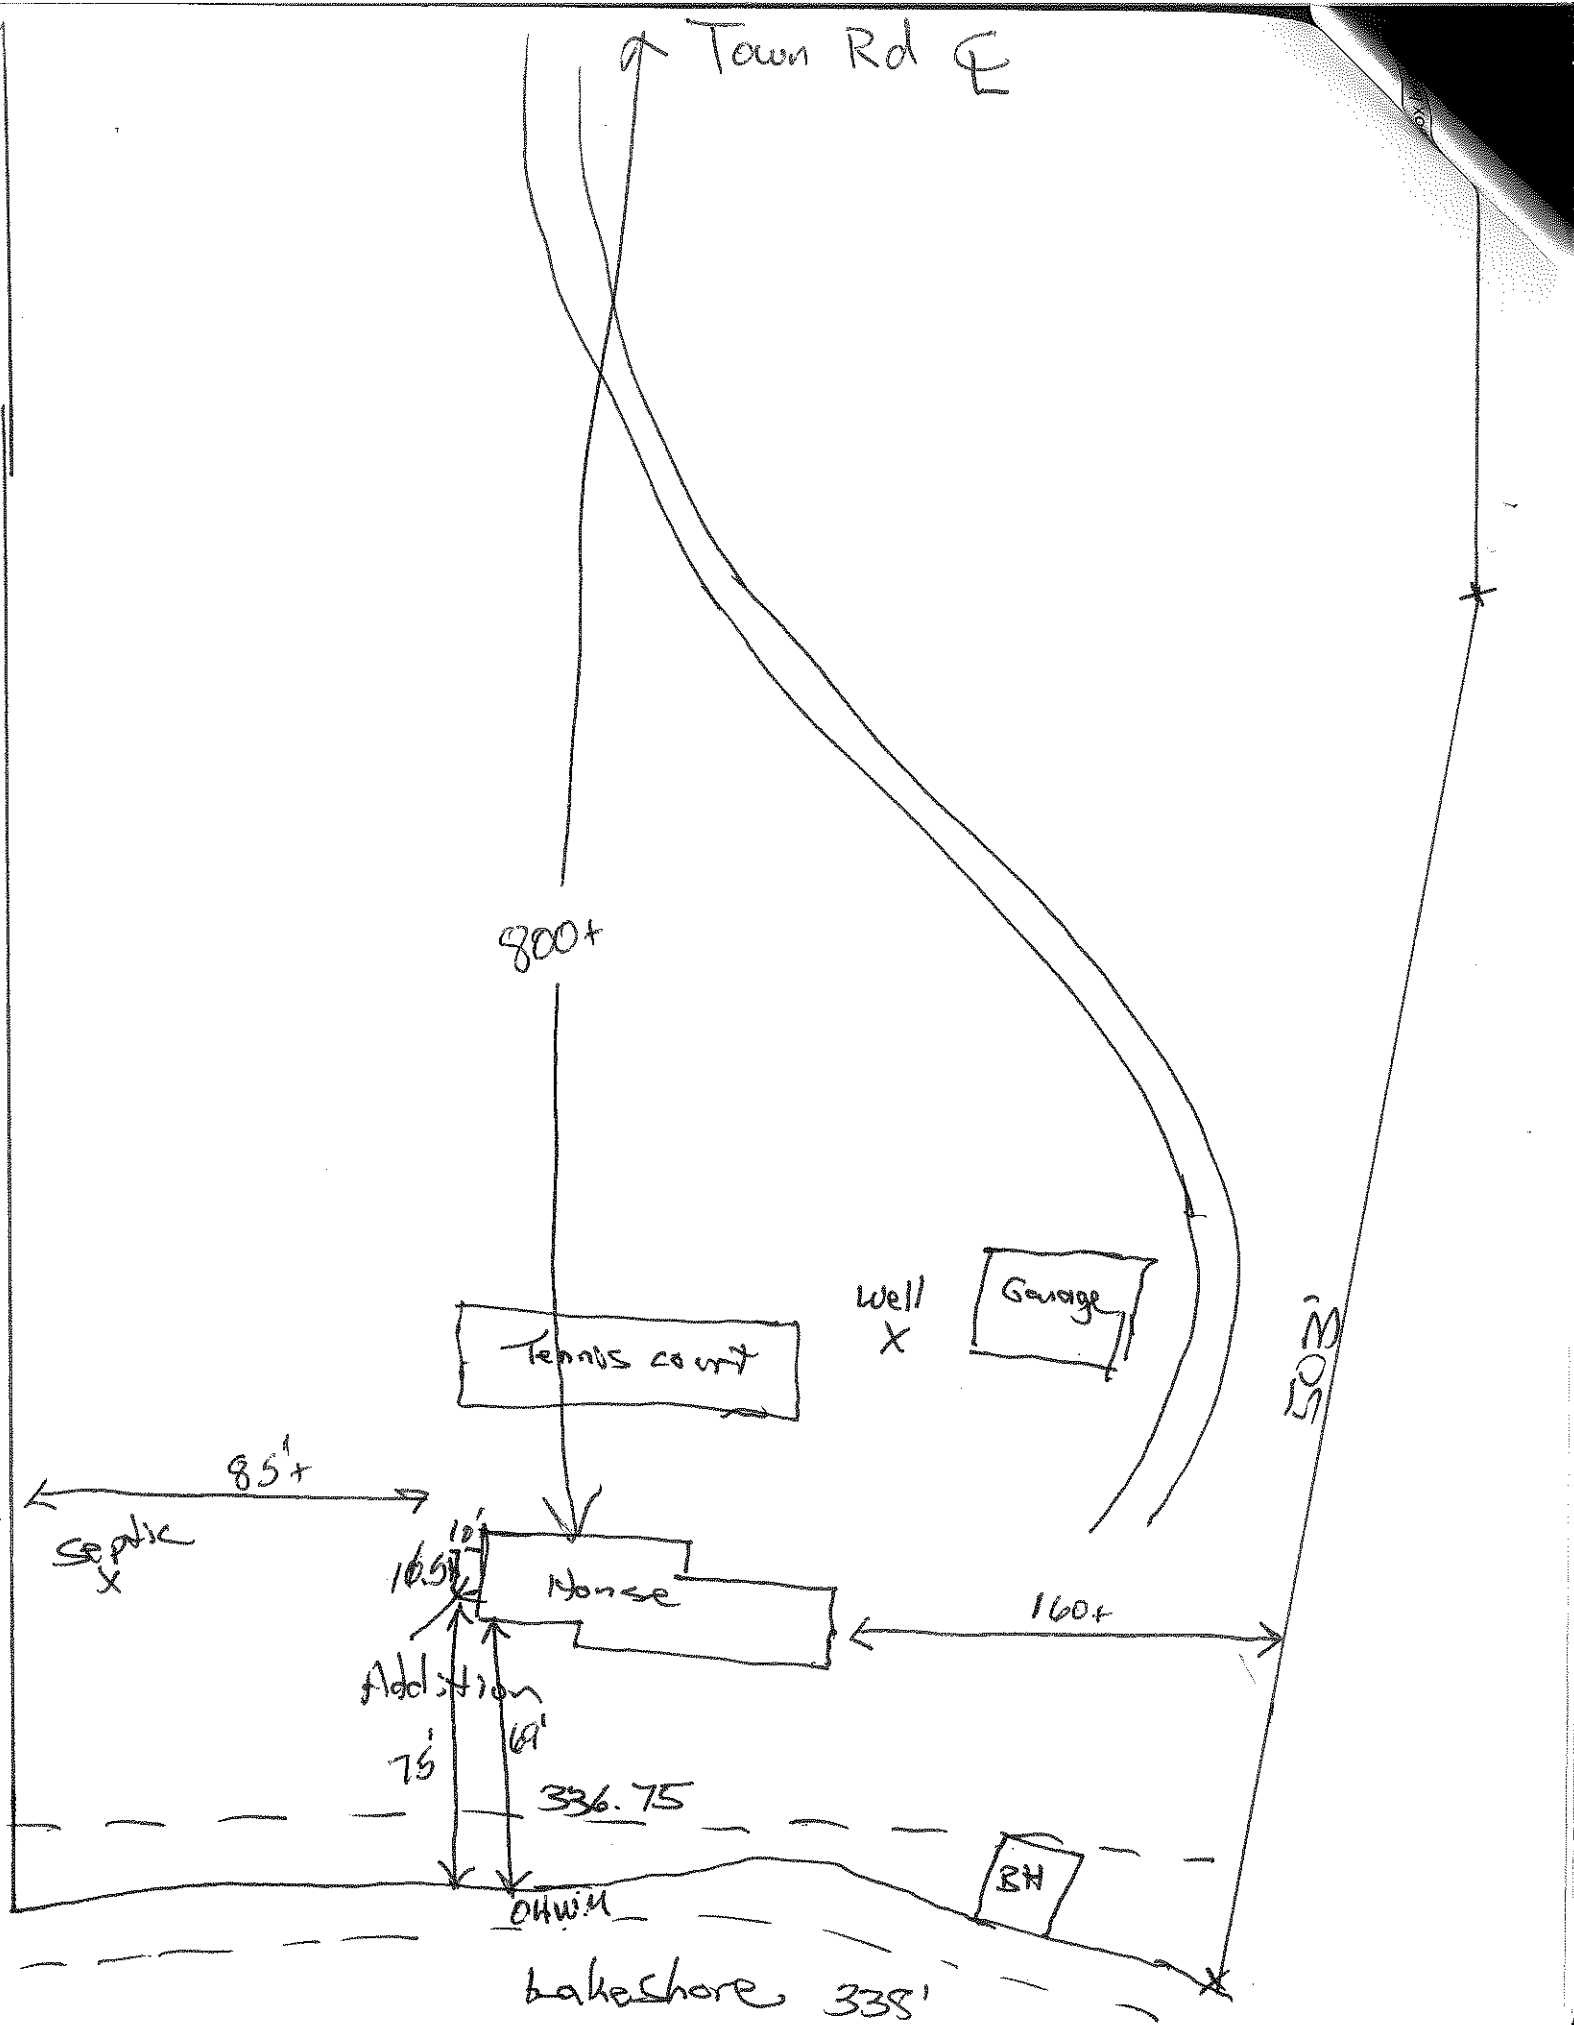 Town Rd ℄
800+
Well
X
Garage
Tennis court
503'
85'+
Septic
X
10'
16.5'
House
160+
Addition
75'
69'
336.75
BH
OHWM
Lakeshore 338'